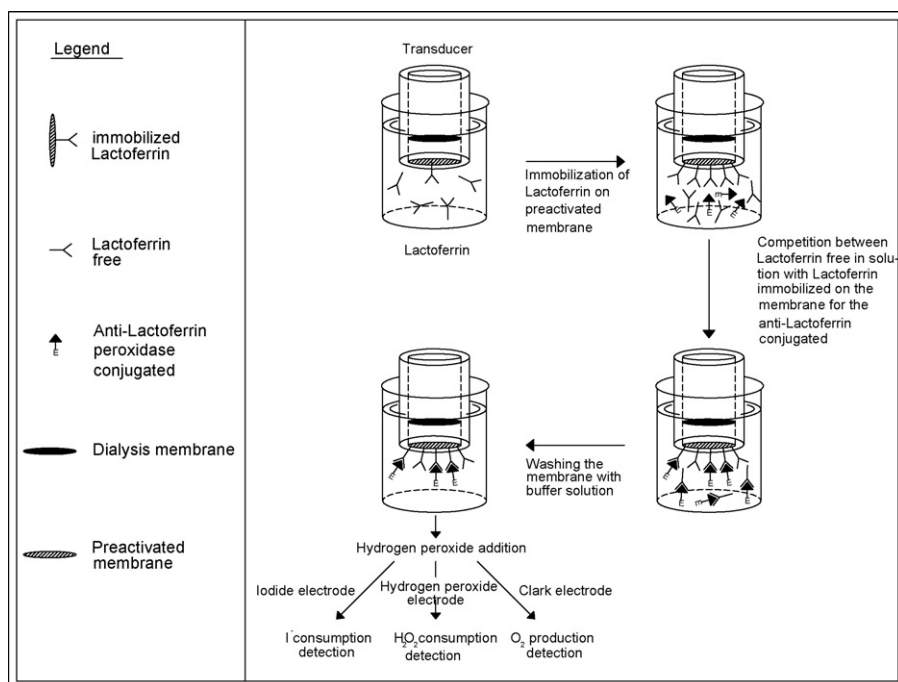 Legend
immobilized
Lactoferrin
Lactoferrin
free
Anti-Lactoferrin
peroxidase
conjugated
E
Dialysis membrane
Preactivated
membrane
Transducer
Lactoferrin
Immobilization of
Lactoferrin on
preactivated
membrane
E
E
E
E
Competition between
Lactoferrin free in solu-
tion with Lactoferrin
immobilized on the
membrane for the
anti-Lactoferrin
conjugated
E
E
E
E
E
E
Washing the
membrane with
buffer solution
E
E
E
Hydrogen peroxide addition
Iodide electrode
Hydrogen peroxide
electrode
Clark electrode
I⁻consumption
detection
H₂O₂consumption
detection
O₂ production
detection